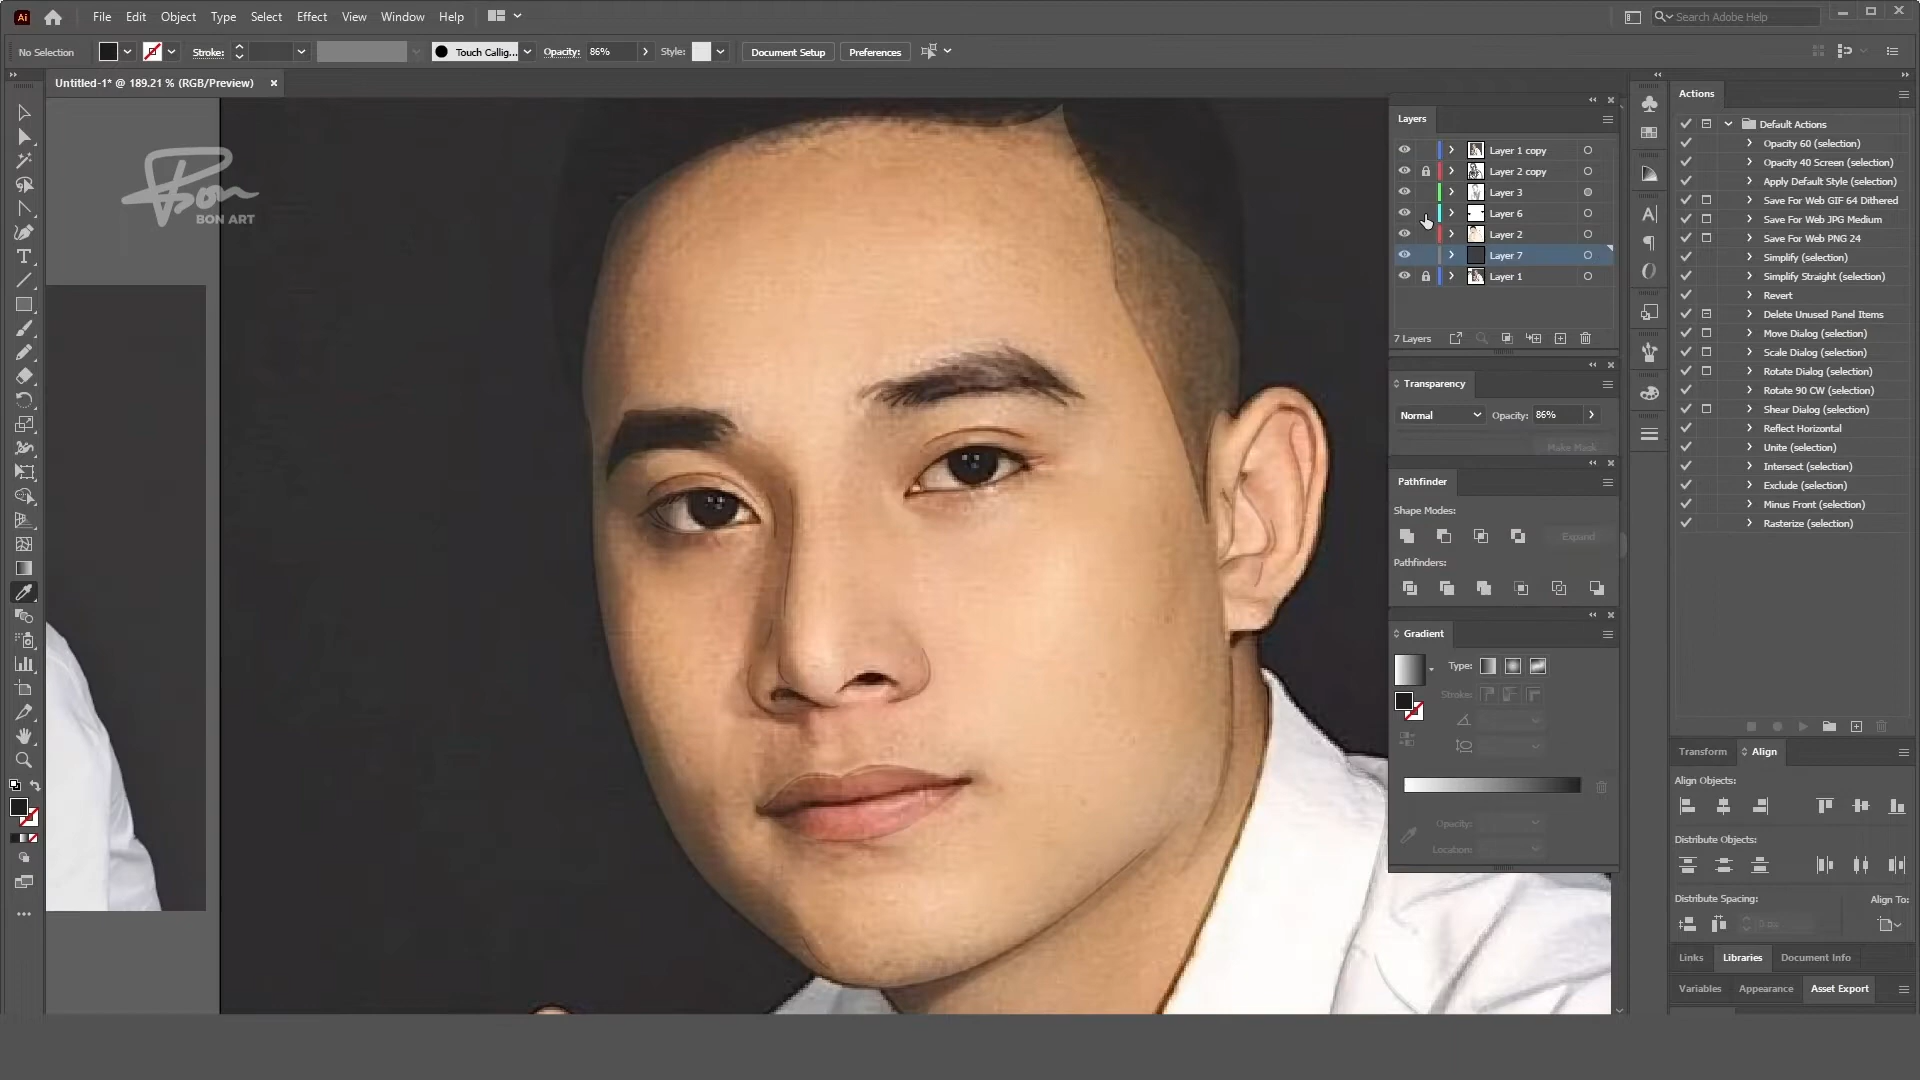 Ai File Edit Object Type Select Effect View Window Help Search Adobe Help
No Selection Stroke: Touch Callig... Opacity: 86% Style: Document Setup Preferences
Untitled-1* @ 189.21 % (RGB/Preview)
Bon
BON ART
Layers
Layer 1 copy
Layer 2 copy
Layer 3
Layer 6
Layer 2
Layer 7
Layer 1
7 Layers
Transparency
Normal Opacity: 86%
Make Mask
Pathfinder
Shape Modes:
Expand
Pathfinders:
Gradient
Type:
Stroke:
Opacity:
Location:
Actions
Default Actions
Opacity 60 (selection)
Opacity 40 Screen (selection)
Apply Default Style (selection)
Save For Web GIF 64 Dithered
Save For Web JPG Medium
Save For Web PNG 24
Simplify (selection)
Simplify Straight (selection)
Revert
Delete Unused Panel Items
Move Dialog (selection)
Scale Dialog (selection)
Rotate Dialog (selection)
Rotate 90 CW (selection)
Shear Dialog (selection)
Reflect Horizontal
Unite (selection)
Intersect (selection)
Exclude (selection)
Minus Front (selection)
Rasterize (selection)
Transform Align
Align Objects:
Distribute Objects:
Distribute Spacing: Align To:
0 px
Links Libraries Document Info
Variables Appearance Asset Export